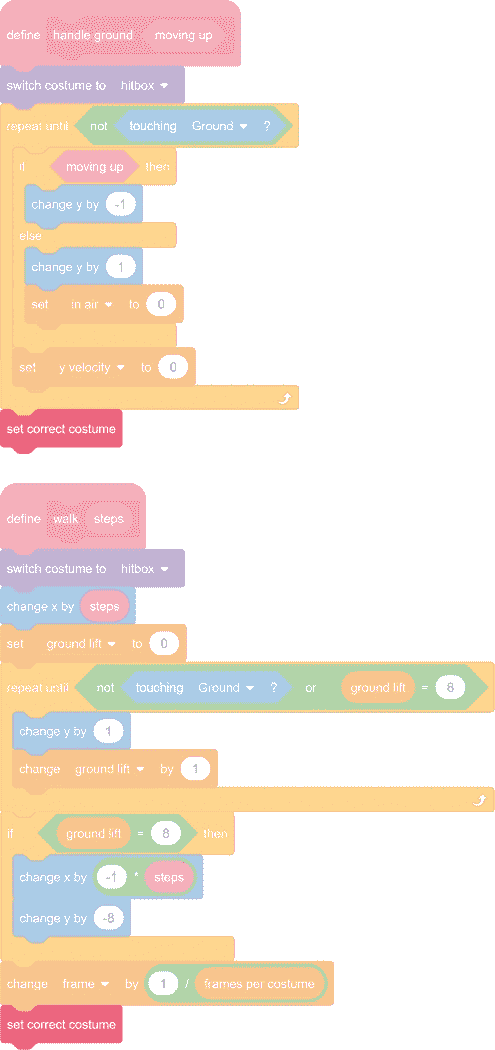 define handle ground moving up
switch costume to hitbox
repeat until not touching Ground ?
if moving up then
change y by -1
else
change y by 1
set in air to 0
set y velocity to 0
set correct costume
define walk steps
switch costume to hitbox
change x by steps
set ground lift to 0
repeat until not touching Ground ? or ground lift = 8
change y by 1
change ground lift by 1
if ground lift = 8 then
change x by -1 * steps
change y by -8
change frame by 1 / frames per costume
set correct costume